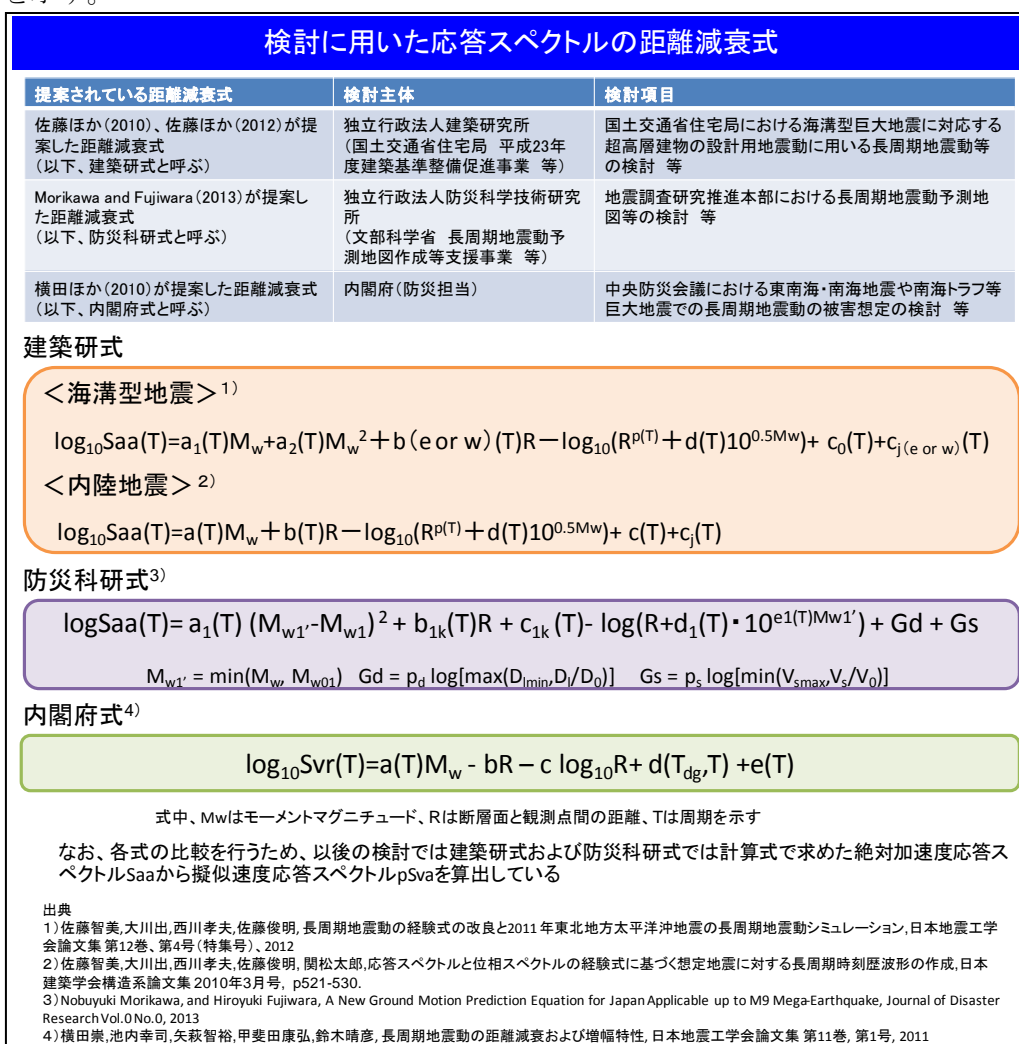 検討に用いた応答スペクトルの距離減衰式
提案されている距離減衰式 検討主体 検討項目
佐藤ほか(2010)、佐藤ほか(2012)が提
案した距離減衰式
(以下、建築研式と呼ぶ)
独立行政法人建築研究所
(国土交通省住宅局 平成23年
度建築基準整備促進事業 等)
国土交通省住宅局における海溝型巨大地震に対応する
超高層建物の設計用地震動に用いる長周期地震動等
の検討 等
Morikawa and Fujiwara(2013)が提案し
た距離減衰式
(以下、防災科研式と呼ぶ)
独立行政法人防災科学技術研究
所
(文部科学省 長周期地震動予
測地図作成等支援事業 等)
地震調査研究推進本部における長周期地震動予測地
図等の検討 等
横田ほか(2010)が提案した距離減衰式
(以下、内閣府式と呼ぶ)
内閣府(防災担当)
中央防災会議における東南海・南海地震や南海トラフ等
巨大地震での長周期地震動の被害想定の検討 等
建築研式
<海溝型地震>1)
log10Saa(T)=a1(T)Mw+a2(T)Mw2+b(e or w)(T)R-log10(Rp(T)+d(T)10^0.5Mw)+ c0(T)+cj(e or w)(T)
<内陸地震>2)
log10Saa(T)=a(T)Mw+b(T)R-log10(Rp(T)+d(T)10^0.5Mw)+ c(T)+cj(T)
防災科研式3)
logSaa(T)= a1(T) (Mw1'-Mw1)2 + b1k(T)R + c1k (T)- log(R+d1(T)・10^e1(T)Mw1') + Gd + Gs
Mw1' = min(Mw, Mw01) Gd = pd log[max(Dlmin,Dl/D0)] Gs = ps log[min(Vsmax,Vs/V0)]
内閣府式4)
log10Svr(T)=a(T)Mw - bR – c log10R+ d(Tdg,T) +e(T)
式中、Mwはモーメントマグニチュード、Rは断層面と観測点間の距離、Tは周期を示す
なお、各式の比較を行うため、以後の検討では建築研式および防災科研式では計算式で求めた絶対加速度応答ス
ペクトルSaaから擬似速度応答スペクトルpSvaを算出している
出典
1)佐藤智美,大川出,西川孝夫,佐藤俊明, 長周期地震動の経験式の改良と2011年東北地方太平洋沖地震の長周期地震動シミュレーション,日本地震工学
会論文集 第12巻、第4号(特集号)、2012
2)佐藤智美,大川出,西川孝夫,佐藤俊明, 関松太郎,応答スペクトルと位相スペクトルの経験式に基づく想定地震に対する長周期時刻歴波形の作成,日本
建築学会構造系論文集 2010年3月号, p521-530.
3)Nobuyuki Morikawa, and Hiroyuki Fujiwara, A New Ground Motion Prediction Equation for Japan Applicable up to M9 Mega-Earthquake, Journal of Disaster
Research Vol.0 No.0, 2013
4)横田崇,池内幸司,矢萩智裕,甲斐田康弘,鈴木晴彦, 長周期地震動の距離減衰および増幅特性, 日本地震工学会論文集 第11巻, 第1号, 2011